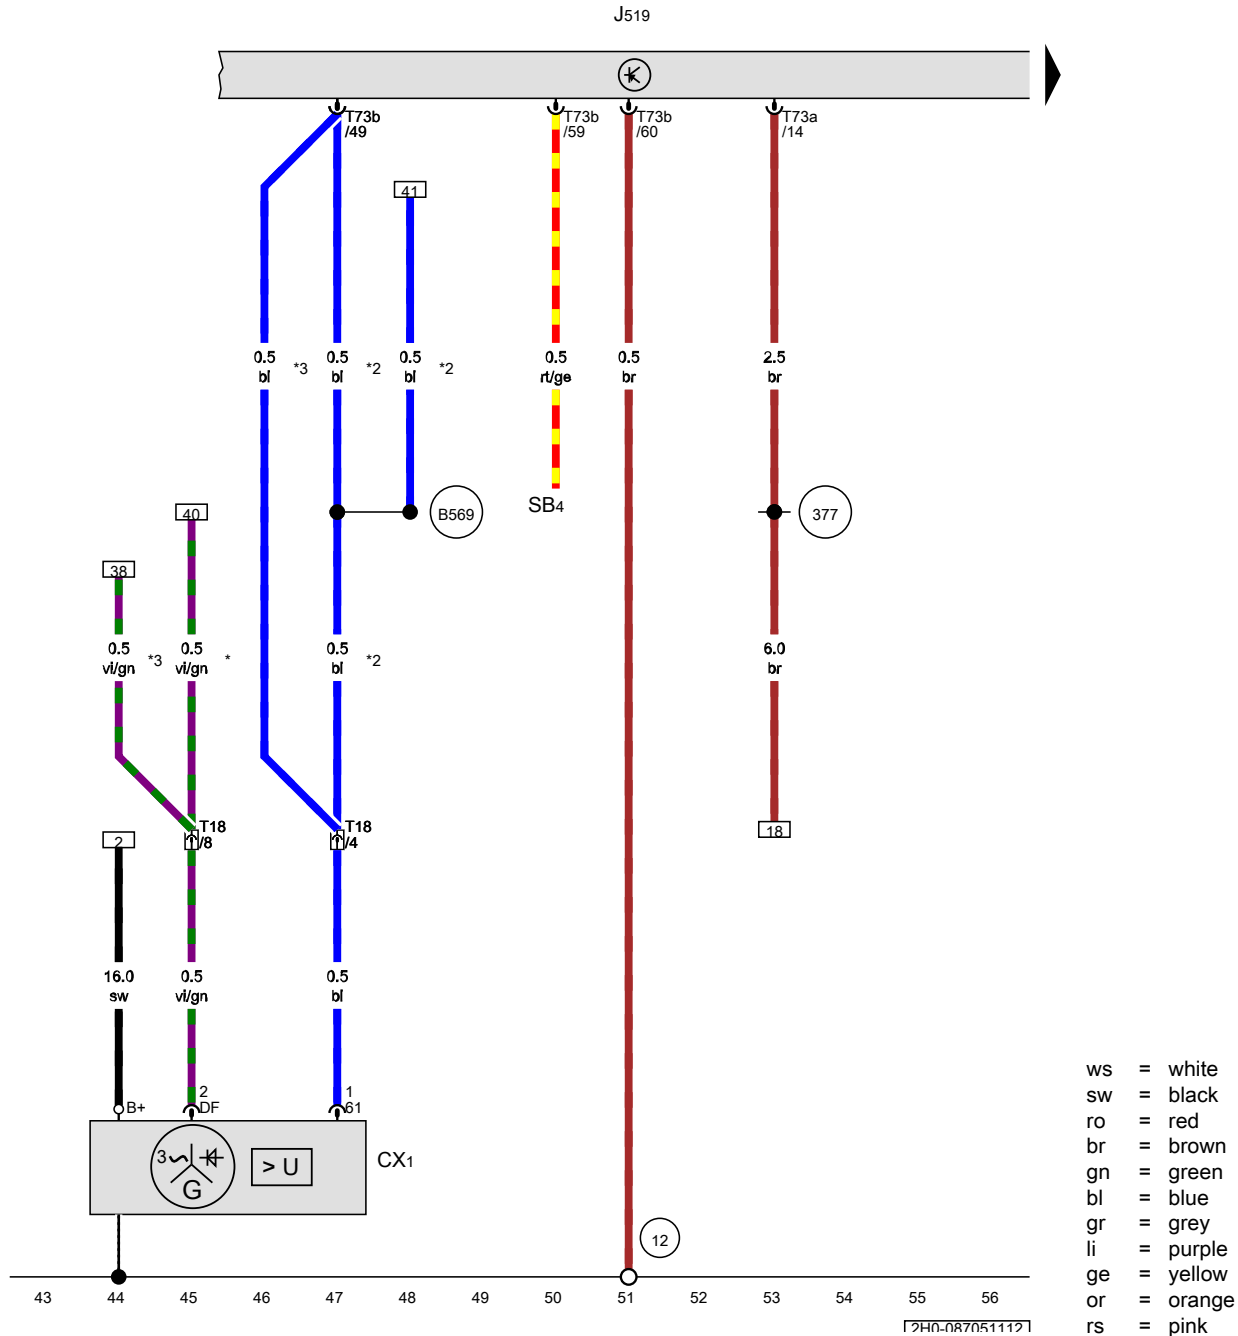 J519
T73b
/49
T73b
/59
T73b
/60
T73a
/14
41
0.5
bl
*3
0.5
bl
*2
0.5
bl
*2
0.5
rt/ge
0.5
br
2.5
br
B569
SB4
377
40
38
0.5
vi/gn
*3
0.5
vi/gn
*
0.5
bl
*2
6.0
br
T18
/8
T18
/4
2
18
16.0
sw
0.5
vi/gn
0.5
bl
B+
2
DF
1
61
3
G
> U
CX1
12
43 44 45 46 47 48 49 50 51 52 53 54 55 56
2H0-087051112
ws = white
sw = black
ro = red
br = brown
gn = green
bl = blue
gr = grey
li = purple
ge = yellow
or = orange
rs = pink